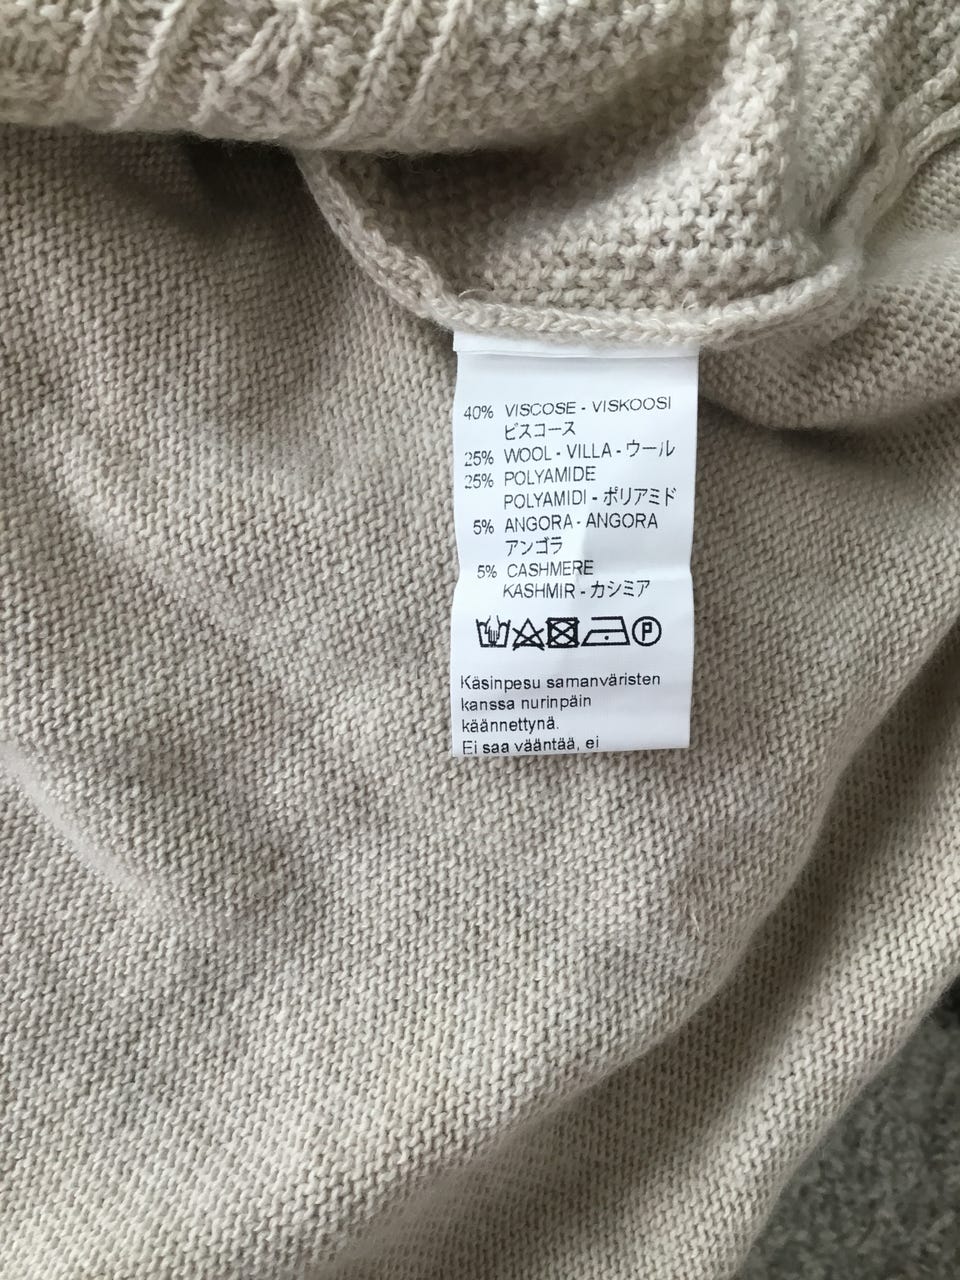 40% VISCOSE - VISKOOSI
ビスコース
25% WOOL - VILLA - ウール
25% POLYAMIDE
POLYAMIDI - ポリアミド
5% ANGORA - ANGORA
アンゴラ
5% CASHMERE
KASHMIR - カシミア
P
Käsinpesu samanväristen
kanssa nurinpäin
käännettynä.
Ei saa vääntää, ei